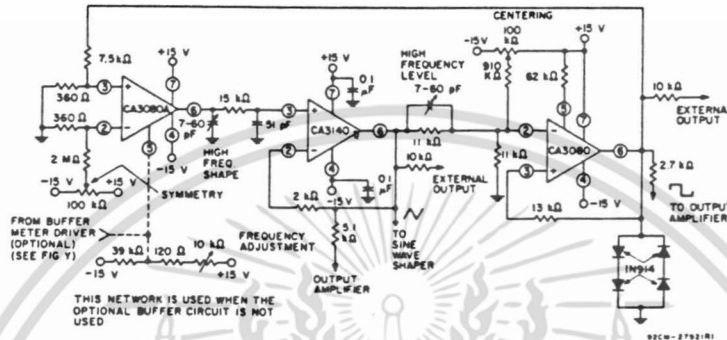 CENTERING
-15 V
100
kΩ
+15 V
+15 V
7.5 kΩ
+15 V
HIGH
FREQUENCY
LEVEL
7-60 pF
910
KΩ
62 kΩ
0.1
μF
10 kΩ
EXTERNAL
OUTPUT
360 Ω
360 Ω
3
2
7
6
4
5
CA3080A
15 kΩ
7-60
pF
51 pF
HIGH
FREQ.
SHAPE
3
2
7
6
4
CA3140
11 kΩ
11 kΩ
2
3
5
7
6
4
CA3080
2.7 kΩ
2 MΩ
-15 V
-15 V
+15 V
100 kΩ
SYMMETRY
0.1
μF
-15 V
10kΩ
EXTERNAL
OUTPUT
-15 V
13 kΩ
TO OUTPUT
AMPLIFIER
2 kΩ
5.1
kΩ
TO
SINE
WAVE
SHAPER
FROM BUFFER
METER DRIVER
(OPTIONAL)
(SEE FIG Y)
FREQUENCY
ADJUSTMENT
39 kΩ
120 Ω
10 kΩ
-15 V
+15 V
OUTPUT
AMPLIFIER
1N914
THIS NETWORK IS USED WHEN THE
OPTIONAL BUFFER CIRCUIT IS NOT
USED
92CM-27921R1